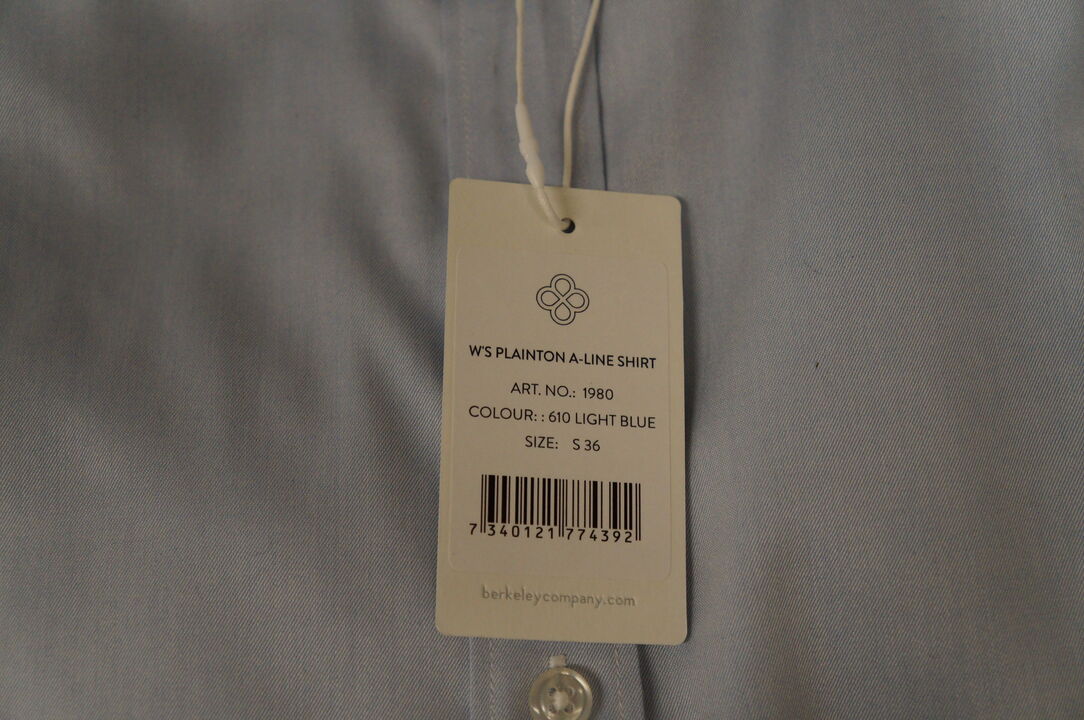 W'S PLAINTON A-LINE SHIRT
ART. NO.: 1980
COLOUR: : 610 LIGHT BLUE
SIZE: S 36
7 340121 774392
berkeleycompany.com